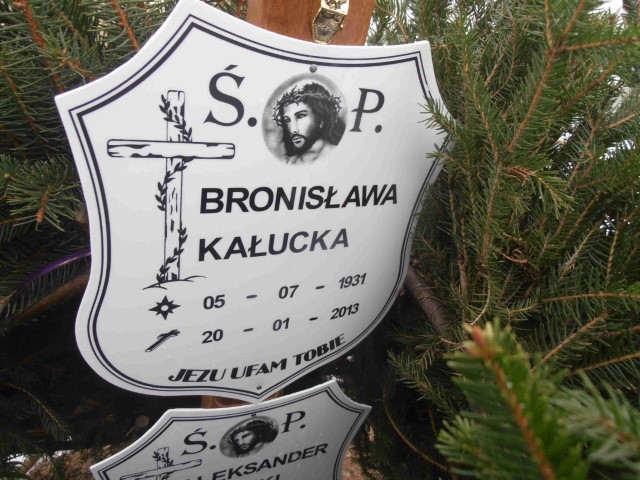 Ś. P.
BRONISŁAWA
KAŁUCKA
05 - 07 - 1931
20 - 01 - 2013
JEZU UFAM TOBIE
Ś. P.
ALEKSANDER